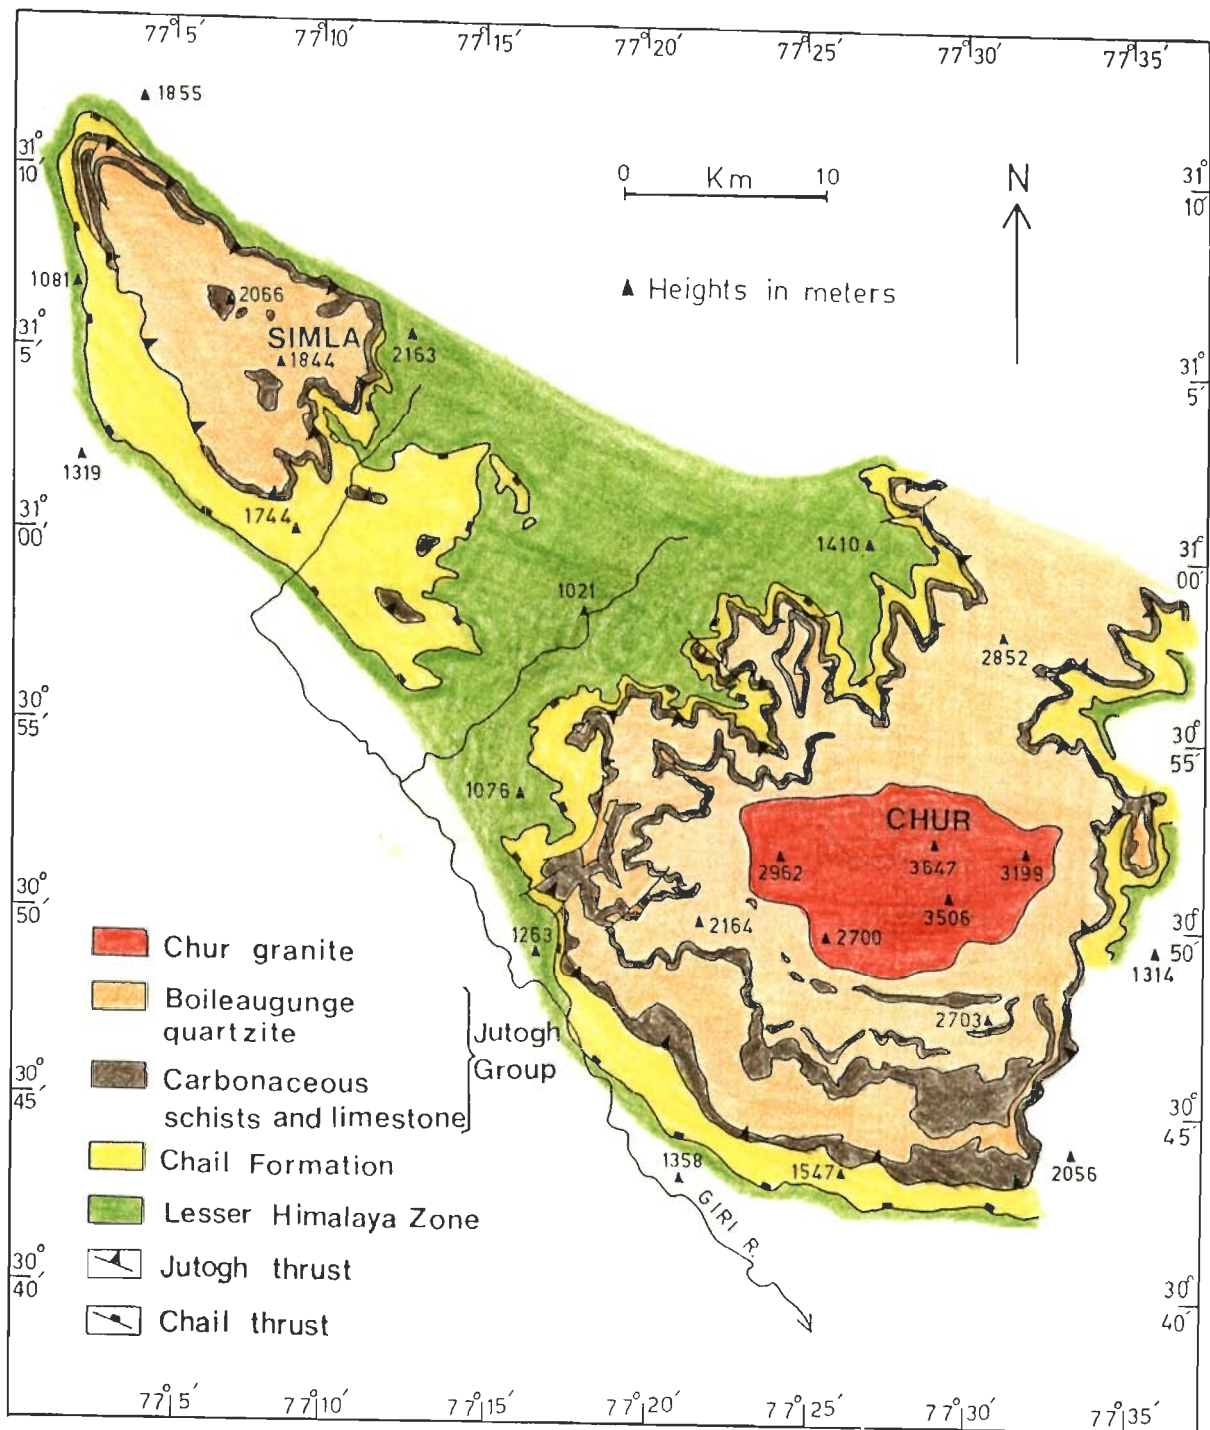 77°5′ 77°10′ 77°15′ 77°20′ 77°25′ 77°30′ 77°35′
▲ 1855
31°
10′
31°
10′
0 Km 10
N
1081 ▲
▲ Heights in meters
▲ 2066
SIMLA
▲ 1844
2163
31°
5′
31°
5′
1319
1744
31°
00′
1410 ▲
31°
00′
1021
2852
30°
55′
30°
55′
1076 ▲
CHUR
2962
3647
3199
3506
30°
50′
▲ 2164
▲ 2700
1263
30°
50′
1314
2703 ▲
Chur granite
Boileaugunge
quartzite
Jutogh
Group
Carbonaceous
schists and limestone
Chail Formation
Lesser Himalaya Zone
Jutogh thrust
Chail thrust
30°
45′
30°
45′
1358
1547 ▲
2056
GIRI R.
30°
40′
30°
40′
77°5′ 77°10′ 77°15′ 77°20′ 77°25′ 77°30′ 77°35′